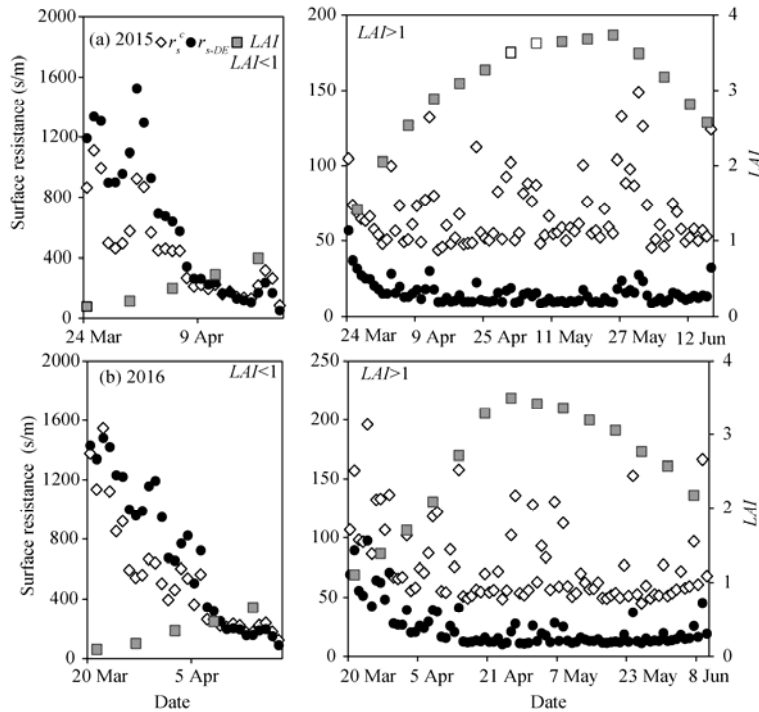 (a) 2015 ◇ rₛᶜ ● rₛ₋DE ■ LAI
LAI<1
Surface resistance (s/m)
2000
1600
1200
800
400
0
24 Mar 9 Apr
LAI>1
200
150
100
50
0
4
3
2
1
0
LAI
24 Mar 9 Apr 25 Apr 11 May 27 May 12 Jun
(b) 2016
LAI<1
Surface resistance (s/m)
2000
1600
1200
800
400
0
20 Mar 5 Apr
Date
LAI>1
250
200
150
100
50
0
4
3
2
1
0
LAI
20 Mar 5 Apr 21 Apr 7 May 23 May 8 Jun
Date